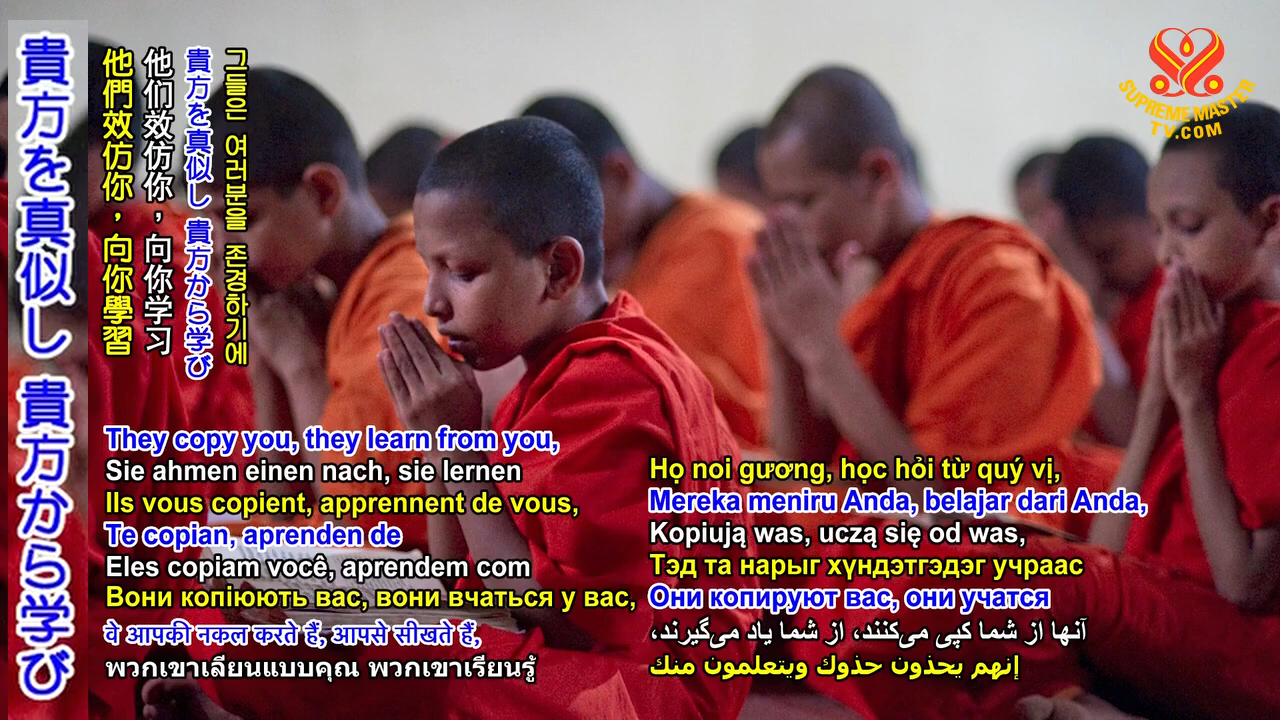 貴方を真似し 貴方から学び
他們效仿你，向你學習
他们效仿你，向你学习
貴方を真似し 貴方から学び
그들은 여러분을 존경하기에
SUPREME MASTER
TV.COM
They copy you, they learn from you,
Sie ahmen einen nach, sie lernen
Ils vous copient, apprennent de vous,
Te copian, aprenden de
Eles copiam você, aprendem com
Вони копіюють вас, вони вчаться у вас,
वे आपकी नकल करते हैं, आपसे सीखते हैं,
พวกเขาเลียนแบบคุณ พวกเขาเรียนรู้
Họ noi gương, học hỏi từ quý vị,
Mereka meniru Anda, belajar dari Anda,
Kopiują was, uczą się od was,
Тэд та нарыг хүндэтгэдэг учраас
Они копируют вас, они учатся
آنها از شما کپی می‌کنند، از شما یاد می‌گیرند،
إنهم يحذون حذوك ويتعلمون منك